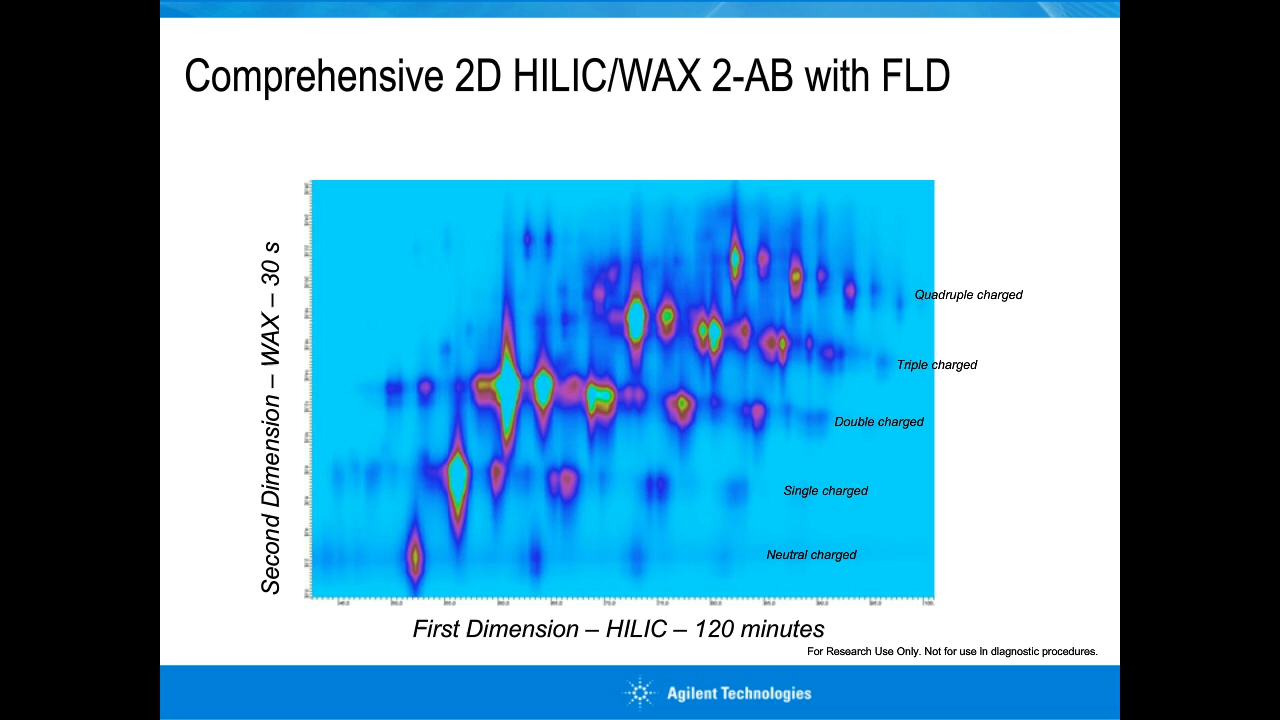 Comprehensive 2D HILIC/WAX 2-AB with FLD
Second Dimension – WAX – 30 s
Quadruple charged
Triple charged
Double charged
Single charged
Neutral charged
First Dimension – HILIC – 120 minutes
For Research Use Only. Not for use in diagnostic procedures.
Agilent Technologies